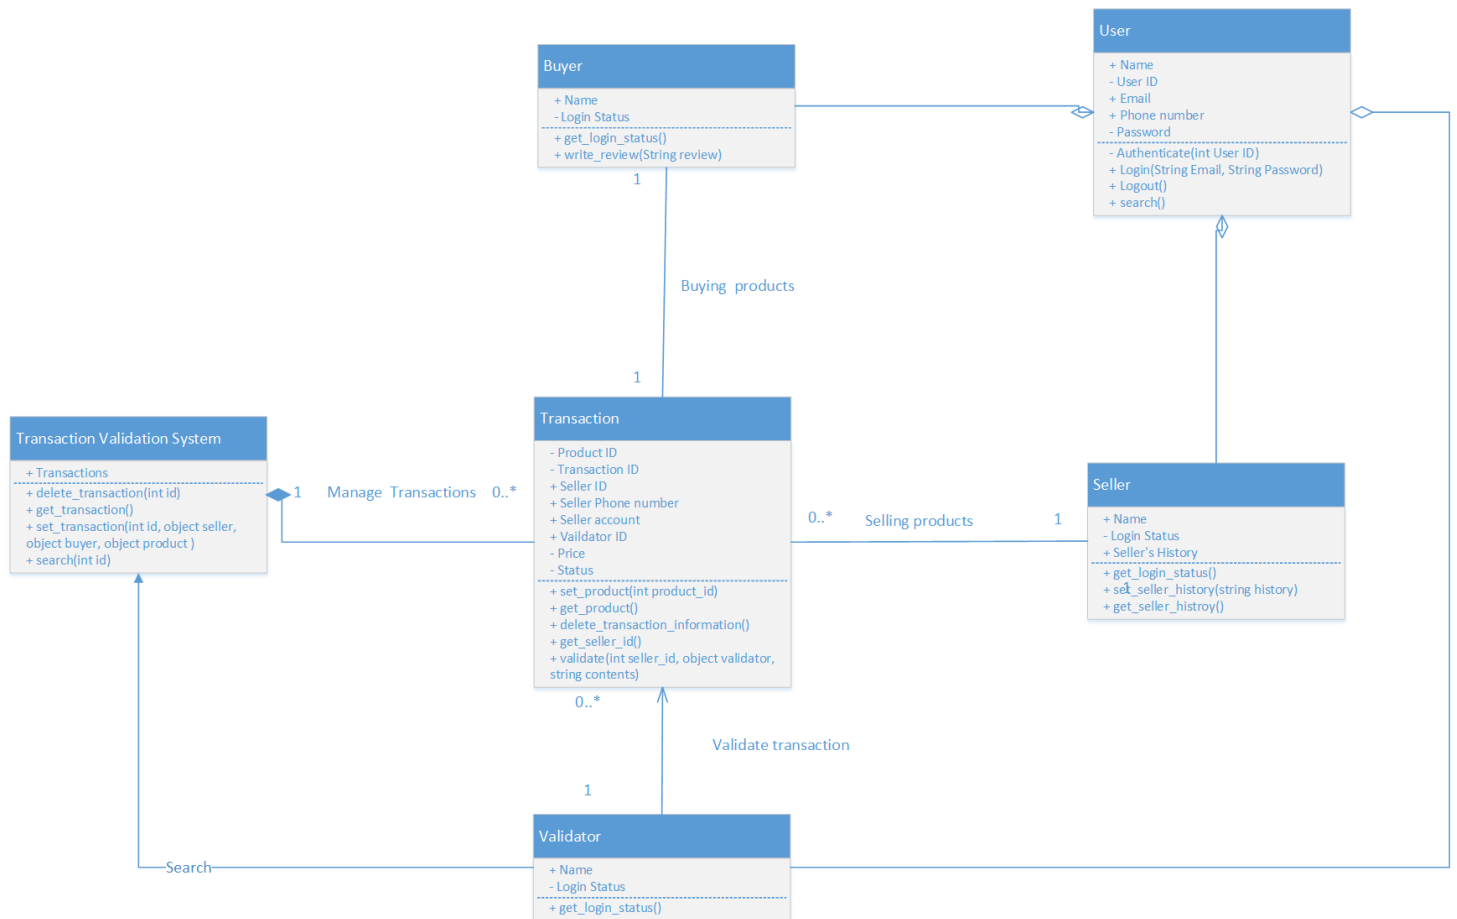 User
+ Name
- User ID
+ Email
+ Phone number
- Password
- Authenticate(int User ID)
+ Login(String Email, String Password)
+ Logout()
+ search()
Buyer
+ Name
- Login Status
+ get_login_status()
+ write_review(String review)
1
Buying products
1
Transaction Validation System
+ Transactions
+ delete_transaction(int id)
+ get_transaction()
+ set_transaction(int id, object seller,
object buyer, object product )
+ search(int id)
1 Manage Transactions 0..*
Transaction
- Product ID
- Transaction ID
+ Seller ID
+ Seller Phone number
+ Seller account
+ Vaildator ID
- Price
- Status
+ set_product(int product_id)
+ get_product()
+ delete_transaction_information()
+ get_seller_id()
+ validate(int seller_id, object validator,
string contents)
0..* Selling products 1
Seller
+ Name
- Login Status
+ Seller's History
+ get_login_status()
+ set_seller_history(string history)
1
+ get_seller_histroy()
0..*
Validate transaction
1
Search
Validator
+ Name
- Login Status
+ get_login_status()